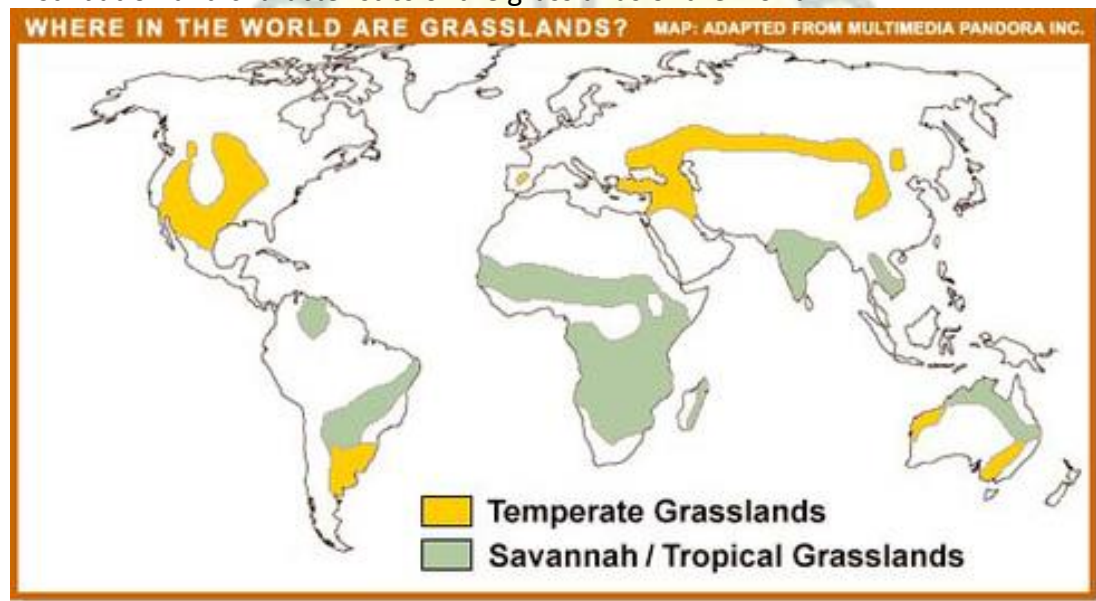 WHERE IN THE WORLD ARE GRASSLANDS? MAP: ADAPTED FROM MULTIMEDIA PANDORA INC.
Temperate Grasslands
Savannah / Tropical Grasslands